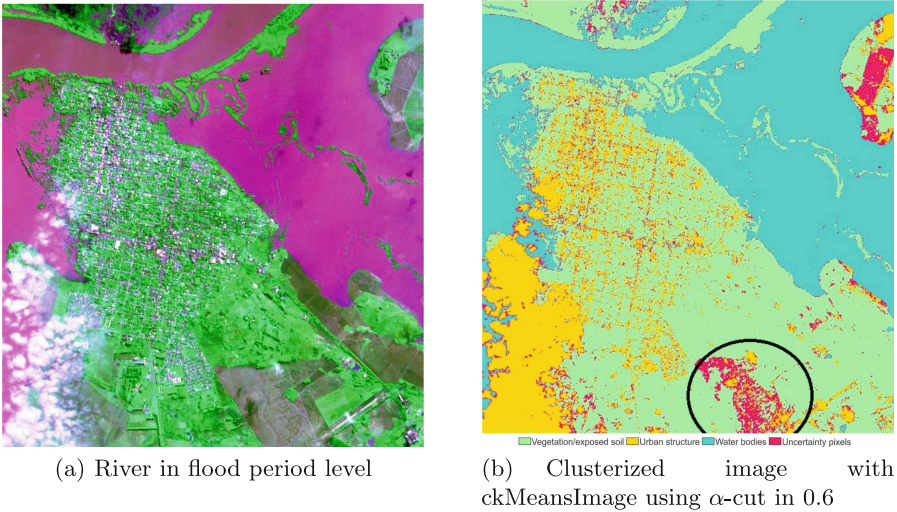 Vegetation/exposed soil Urban structure Water bodies Uncertainty pixels
(a) River in flood period level
(b) Clusterized image with
ckMeansImage using α-cut in 0.6